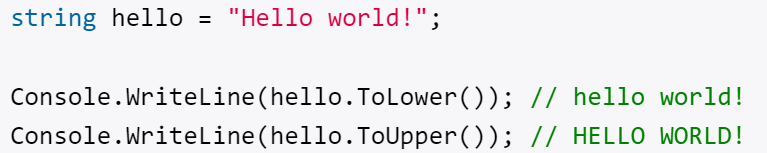 string hello = "Hello world!";
Console.WriteLine(hello.ToLower()); // hello world!
Console.WriteLine(hello.ToUpper()); // HELLO WORLD!